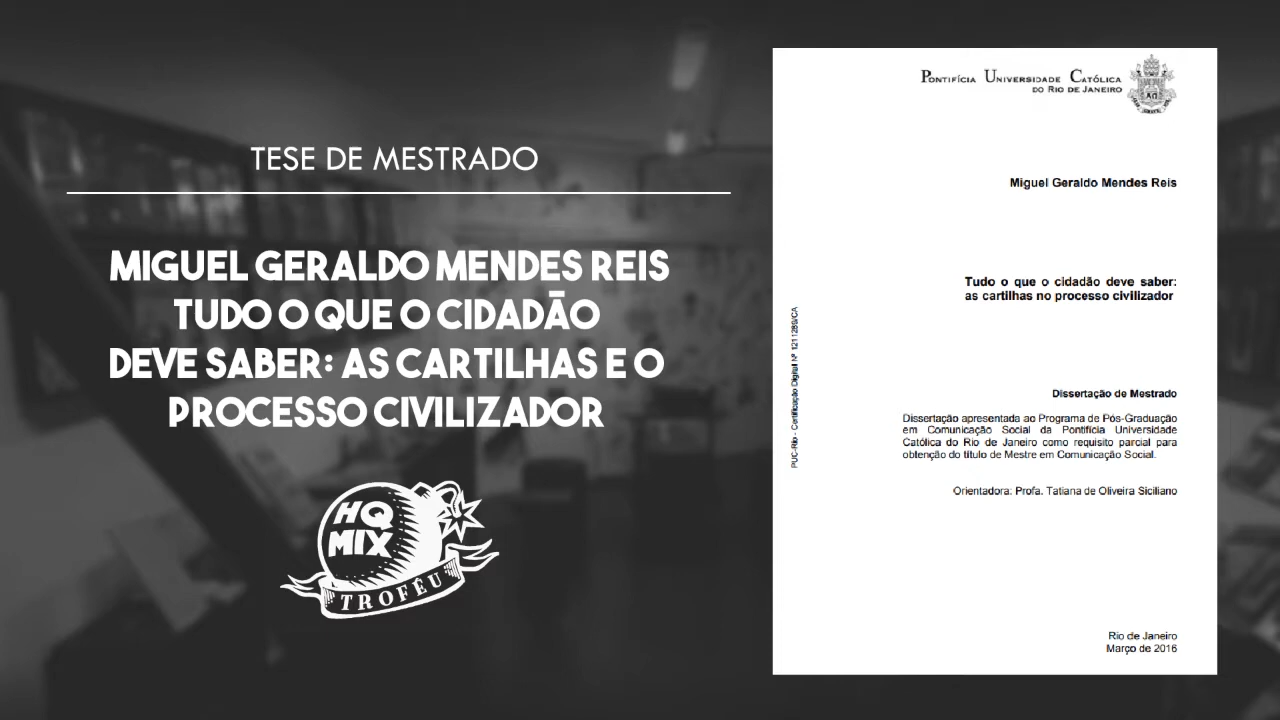 TESE DE MESTRADO
MIGUEL GERALDO MENDES REIS
TUDO O QUE O CIDADÃO
DEVE SABER: AS CARTILHAS E O
PROCESSO CIVILIZADOR
HQ
MIX
TROFÉU
PONTIFÍCIA UNIVERSIDADE CATÓLICA
DO RIO DE JANEIRO
Miguel Geraldo Mendes Reis
Tudo o que o cidadão deve saber:
as cartilhas no processo civilizador
PUC-Rio - Certificação Digital Nº 1211289/CA
Dissertação de Mestrado
Dissertação apresentada ao Programa de Pós-Graduação
em Comunicação Social da Pontifícia Universidade
Católica do Rio de Janeiro como requisito parcial para
obtenção do título de Mestre em Comunicação Social.
Orientadora: Profa. Tatiana de Oliveira Siciliano
Rio de Janeiro
Março de 2016